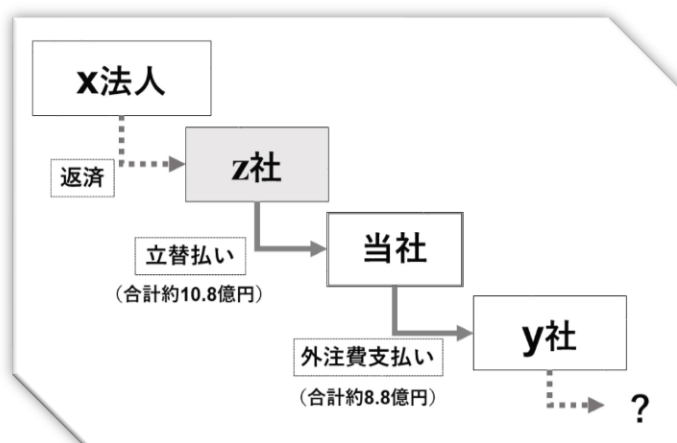 x法人
返済
z社
立替払い
（合計約10.8億円）
当社
外注費支払い
（合計約8.8億円）
y社
？